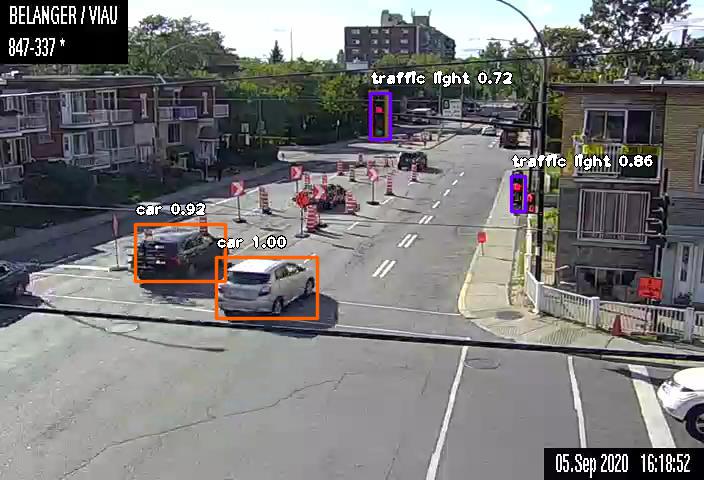 BELANGER / VIAU
847-337 *
traffic light 0.72
traffic light 0.86
car 0.92
car 1.00
05.Sep 2020 16:18:52